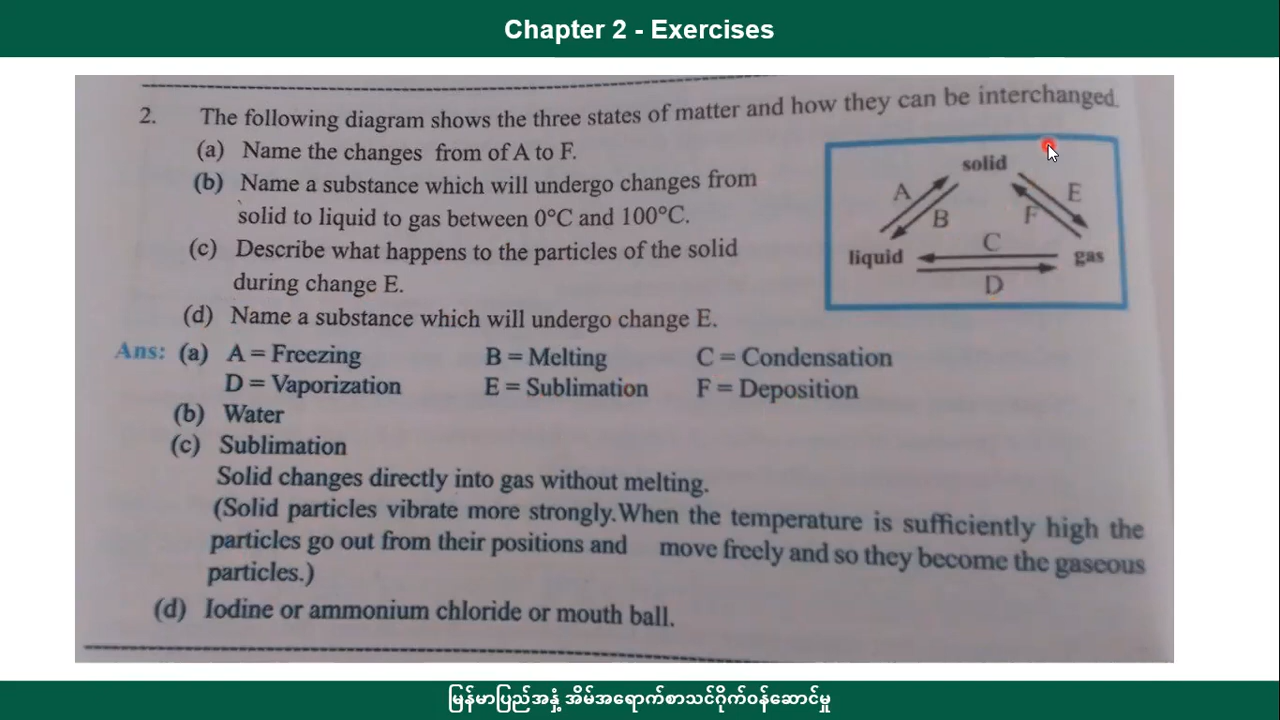 Chapter 2 - Exercises
2. The following diagram shows the three states of matter and how they can be interchanged.
(a) Name the changes from of A to F.
(b) Name a substance which will undergo changes from
solid to liquid to gas between 0°C and 100°C.
(c) Describe what happens to the particles of the solid
during change E.
(d) Name a substance which will undergo change E.
solid
A
B
E
F
liquid
C
D
gas
Ans: (a) A = Freezing B = Melting C = Condensation
D = Vaporization E = Sublimation F = Deposition
(b) Water
(c) Sublimation
Solid changes directly into gas without melting.
(Solid particles vibrate more strongly.When the temperature is sufficiently high the
particles go out from their positions and move freely and so they become the gaseous
particles.)
(d) Iodine or ammonium chloride or mouth ball.
မြန်မာပြည်အနှံ့ အိမ်အရောက်စာသင်ဂိုက်ဝန်ဆောင်မှု